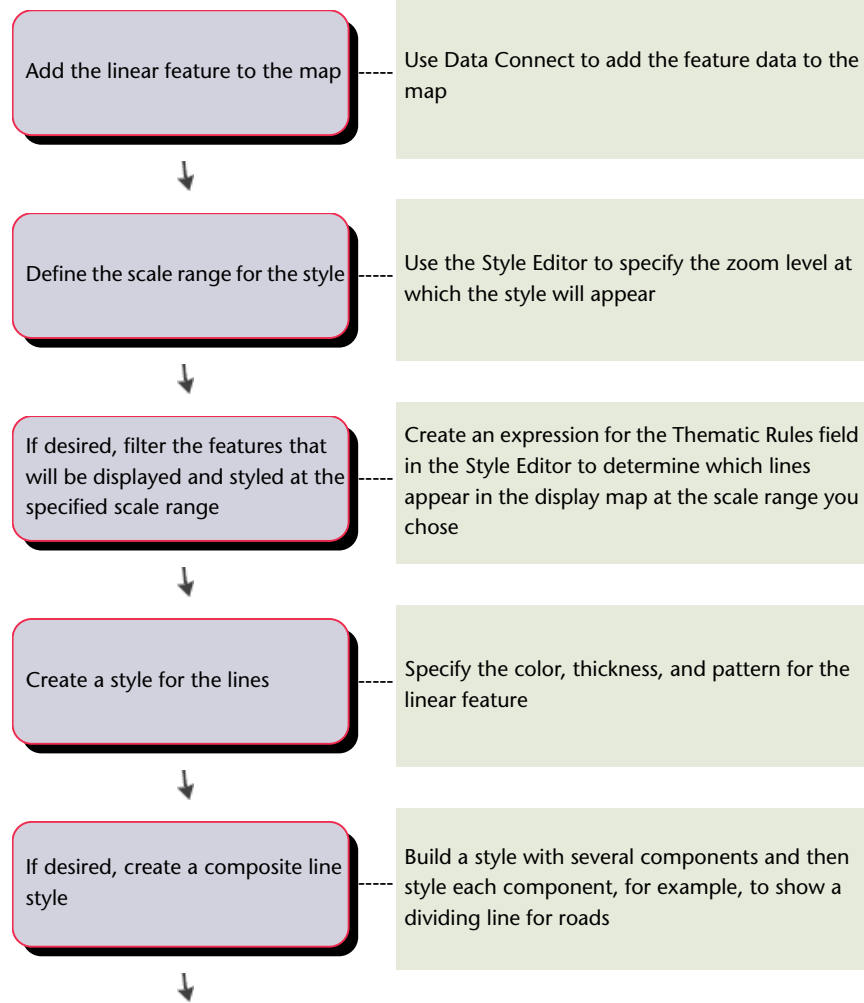 Add the linear feature to the map
Use Data Connect to add the feature data to the
map
Define the scale range for the style
Use the Style Editor to specify the zoom level at
which the style will appear
If desired, filter the features that
will be displayed and styled at the
specified scale range
Create an expression for the Thematic Rules field
in the Style Editor to determine which lines
appear in the display map at the scale range you
chose
Create a style for the lines
Specify the color, thickness, and pattern for the
linear feature
If desired, create a composite line
style
Build a style with several components and then
style each component, for example, to show a
dividing line for roads